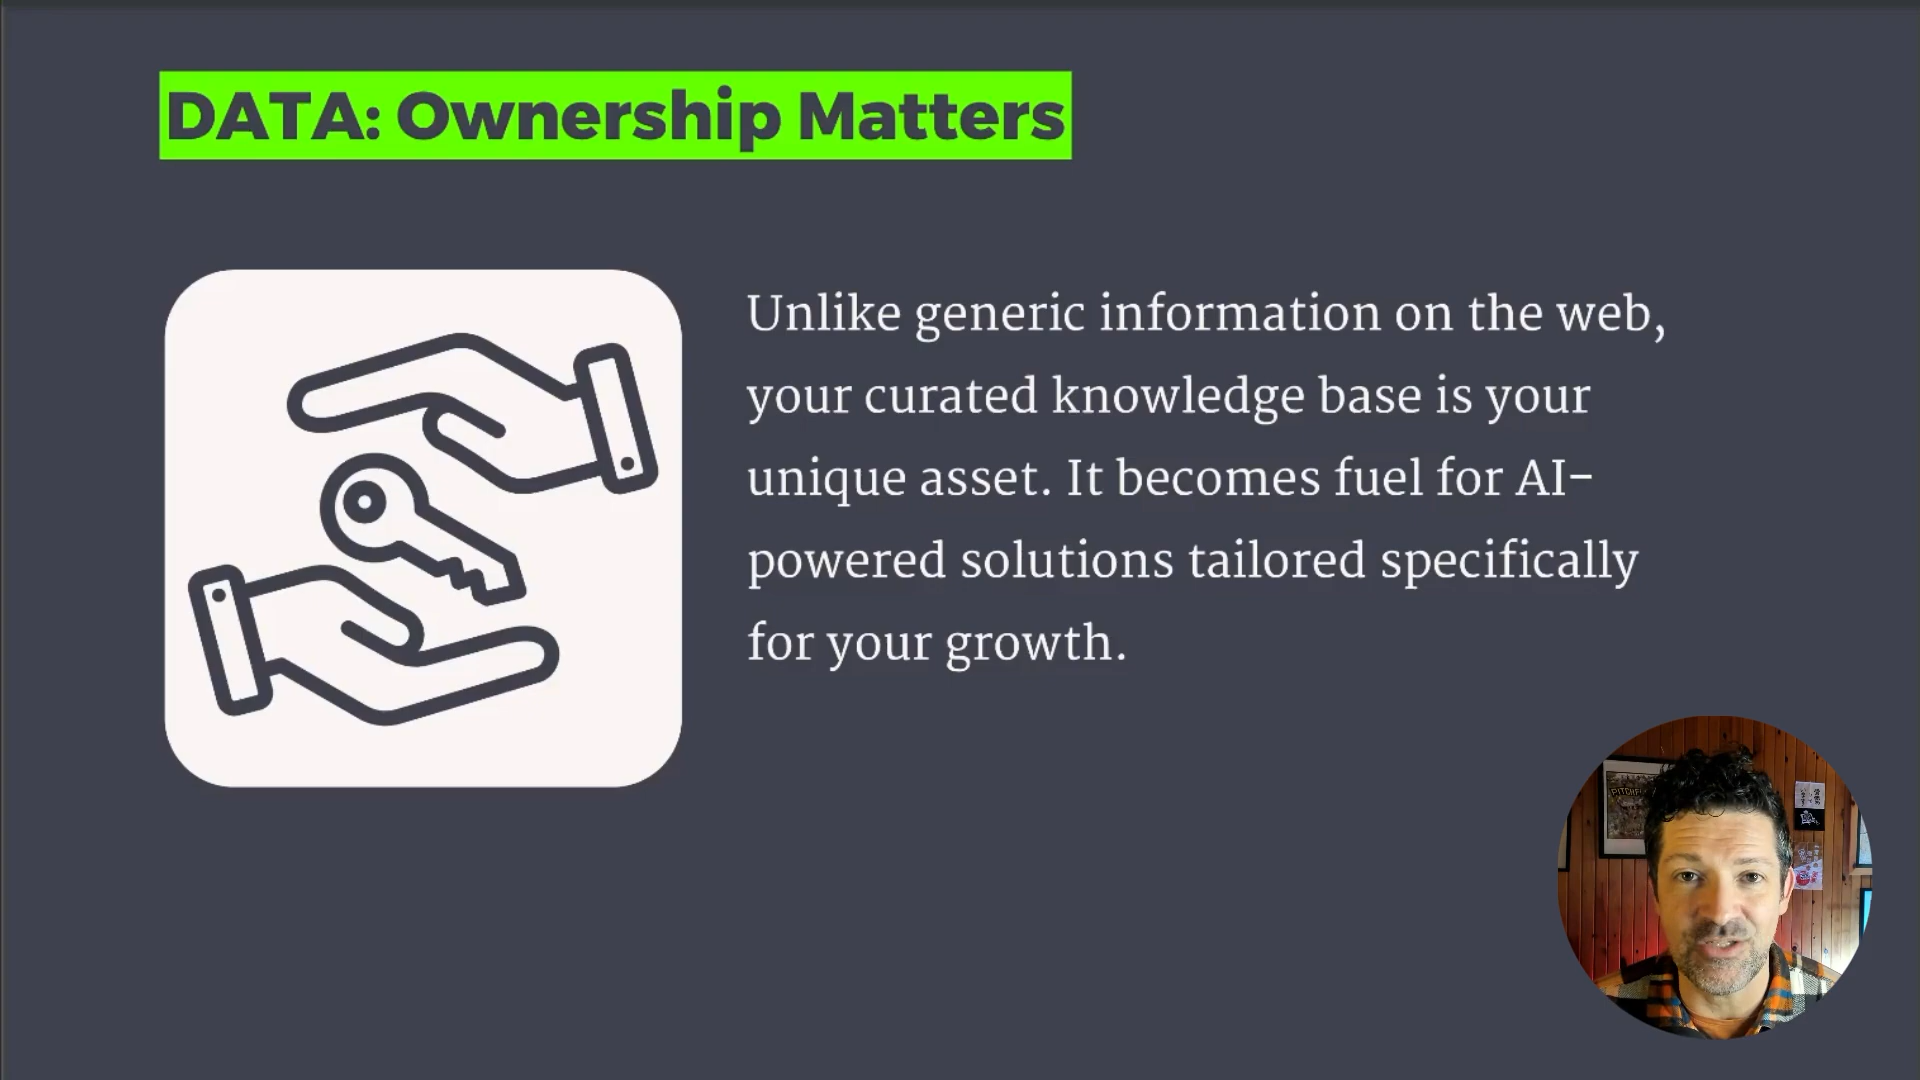 DATA: Ownership Matters
Unlike generic information on the web,
your curated knowledge base is your
unique asset. It becomes fuel for AI-
powered solutions tailored specifically
for your growth.